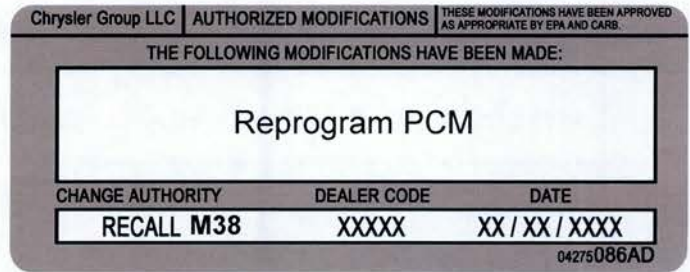 Chrysler Group LLC AUTHORIZED MODIFICATIONS THESE MODIFICATIONS HAVE BEEN APPROVED
AS APPROPRIATE BY EPA AND CARB.
THE FOLLOWING MODIFICATIONS HAVE BEEN MADE:
Reprogram PCM
CHANGE AUTHORITY DEALER CODE DATE
RECALL M38 XXXXX XX / XX / XXXX
04275086AD